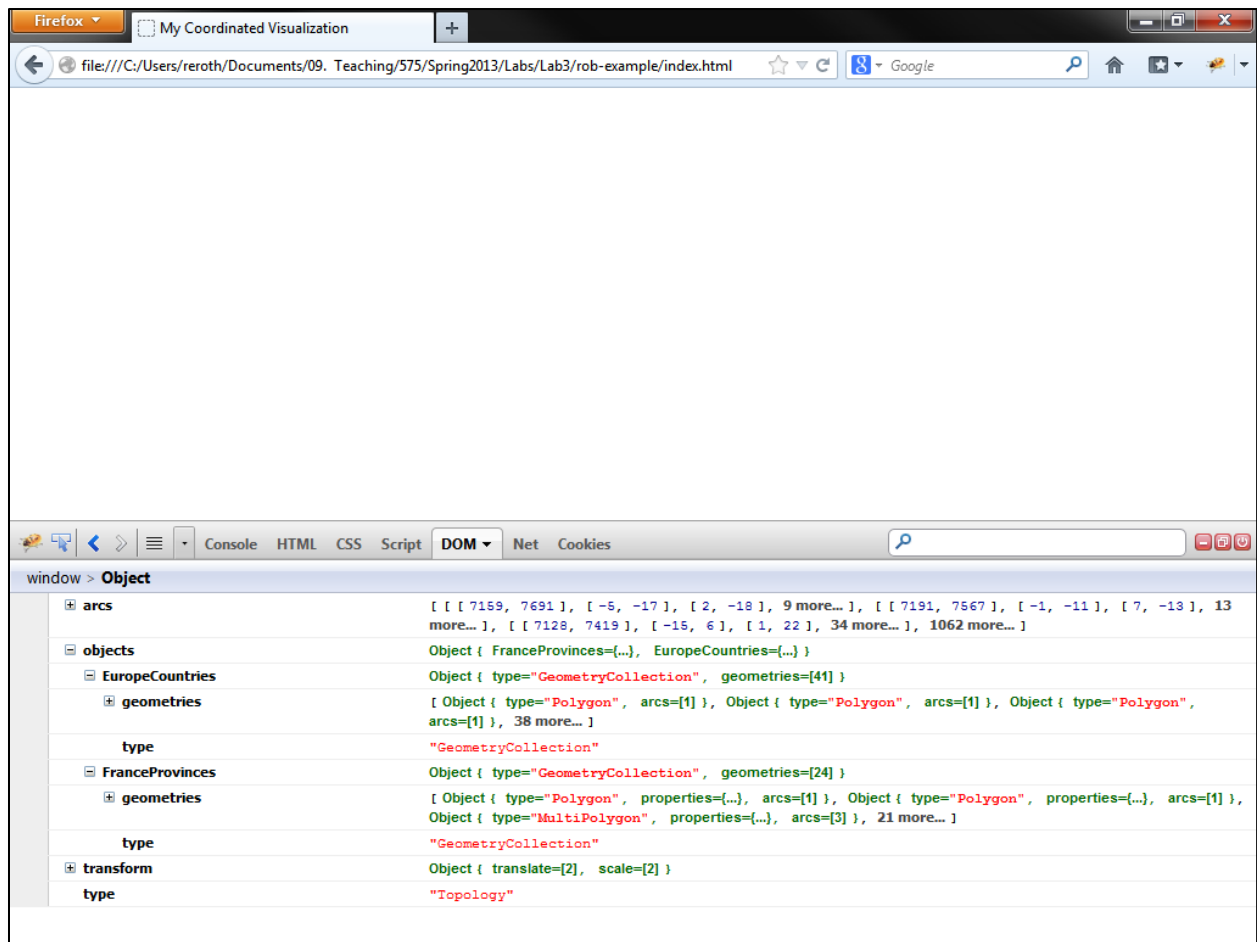 Firefox
My Coordinated Visualization
+
file:///C:/Users/reroth/Documents/09. Teaching/575/Spring2013/Labs/Lab3/rob-example/index.html
8 Google
Console HTML CSS Script DOM Net Cookies
window > Object
arcs [ [ [ 7159, 7691 ], [ -5, -17 ], [ 2, -18 ], 9 more... ], [ [ 7191, 7567 ], [ -1, -11 ], [ 7, -13 ], 13
more... ], [ [ 7128, 7419 ], [ -15, 6 ], [ 1, 22 ], 34 more... ], 1062 more... ]
objects Object { FranceProvinces={...}, EuropeCountries={...} }
EuropeCountries Object { type="GeometryCollection", geometries=[41] }
geometries [ Object { type="Polygon", arcs=[1] }, Object { type="Polygon", arcs=[1] }, Object { type="Polygon",
arcs=[1] }, 38 more... ]
type "GeometryCollection"
FranceProvinces Object { type="GeometryCollection", geometries=[24] }
geometries [ Object { type="Polygon", properties={...}, arcs=[1] }, Object { type="Polygon", properties={...}, arcs=[1] },
Object { type="MultiPolygon", properties={...}, arcs=[3] }, 21 more... ]
type "GeometryCollection"
transform Object { translate=[2], scale=[2] }
type "Topology"